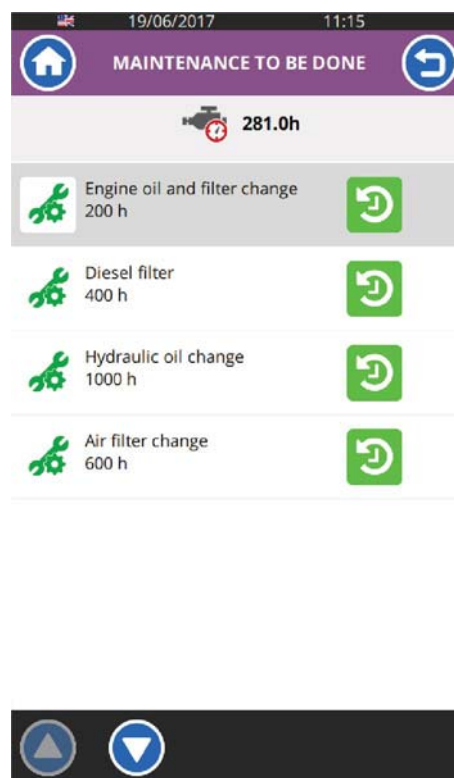 19/06/2017 11:15
MAINTENANCE TO BE DONE
281.0h
Engine oil and filter change
200 h
Diesel filter
400 h
Hydraulic oil change
1000 h
Air filter change
600 h